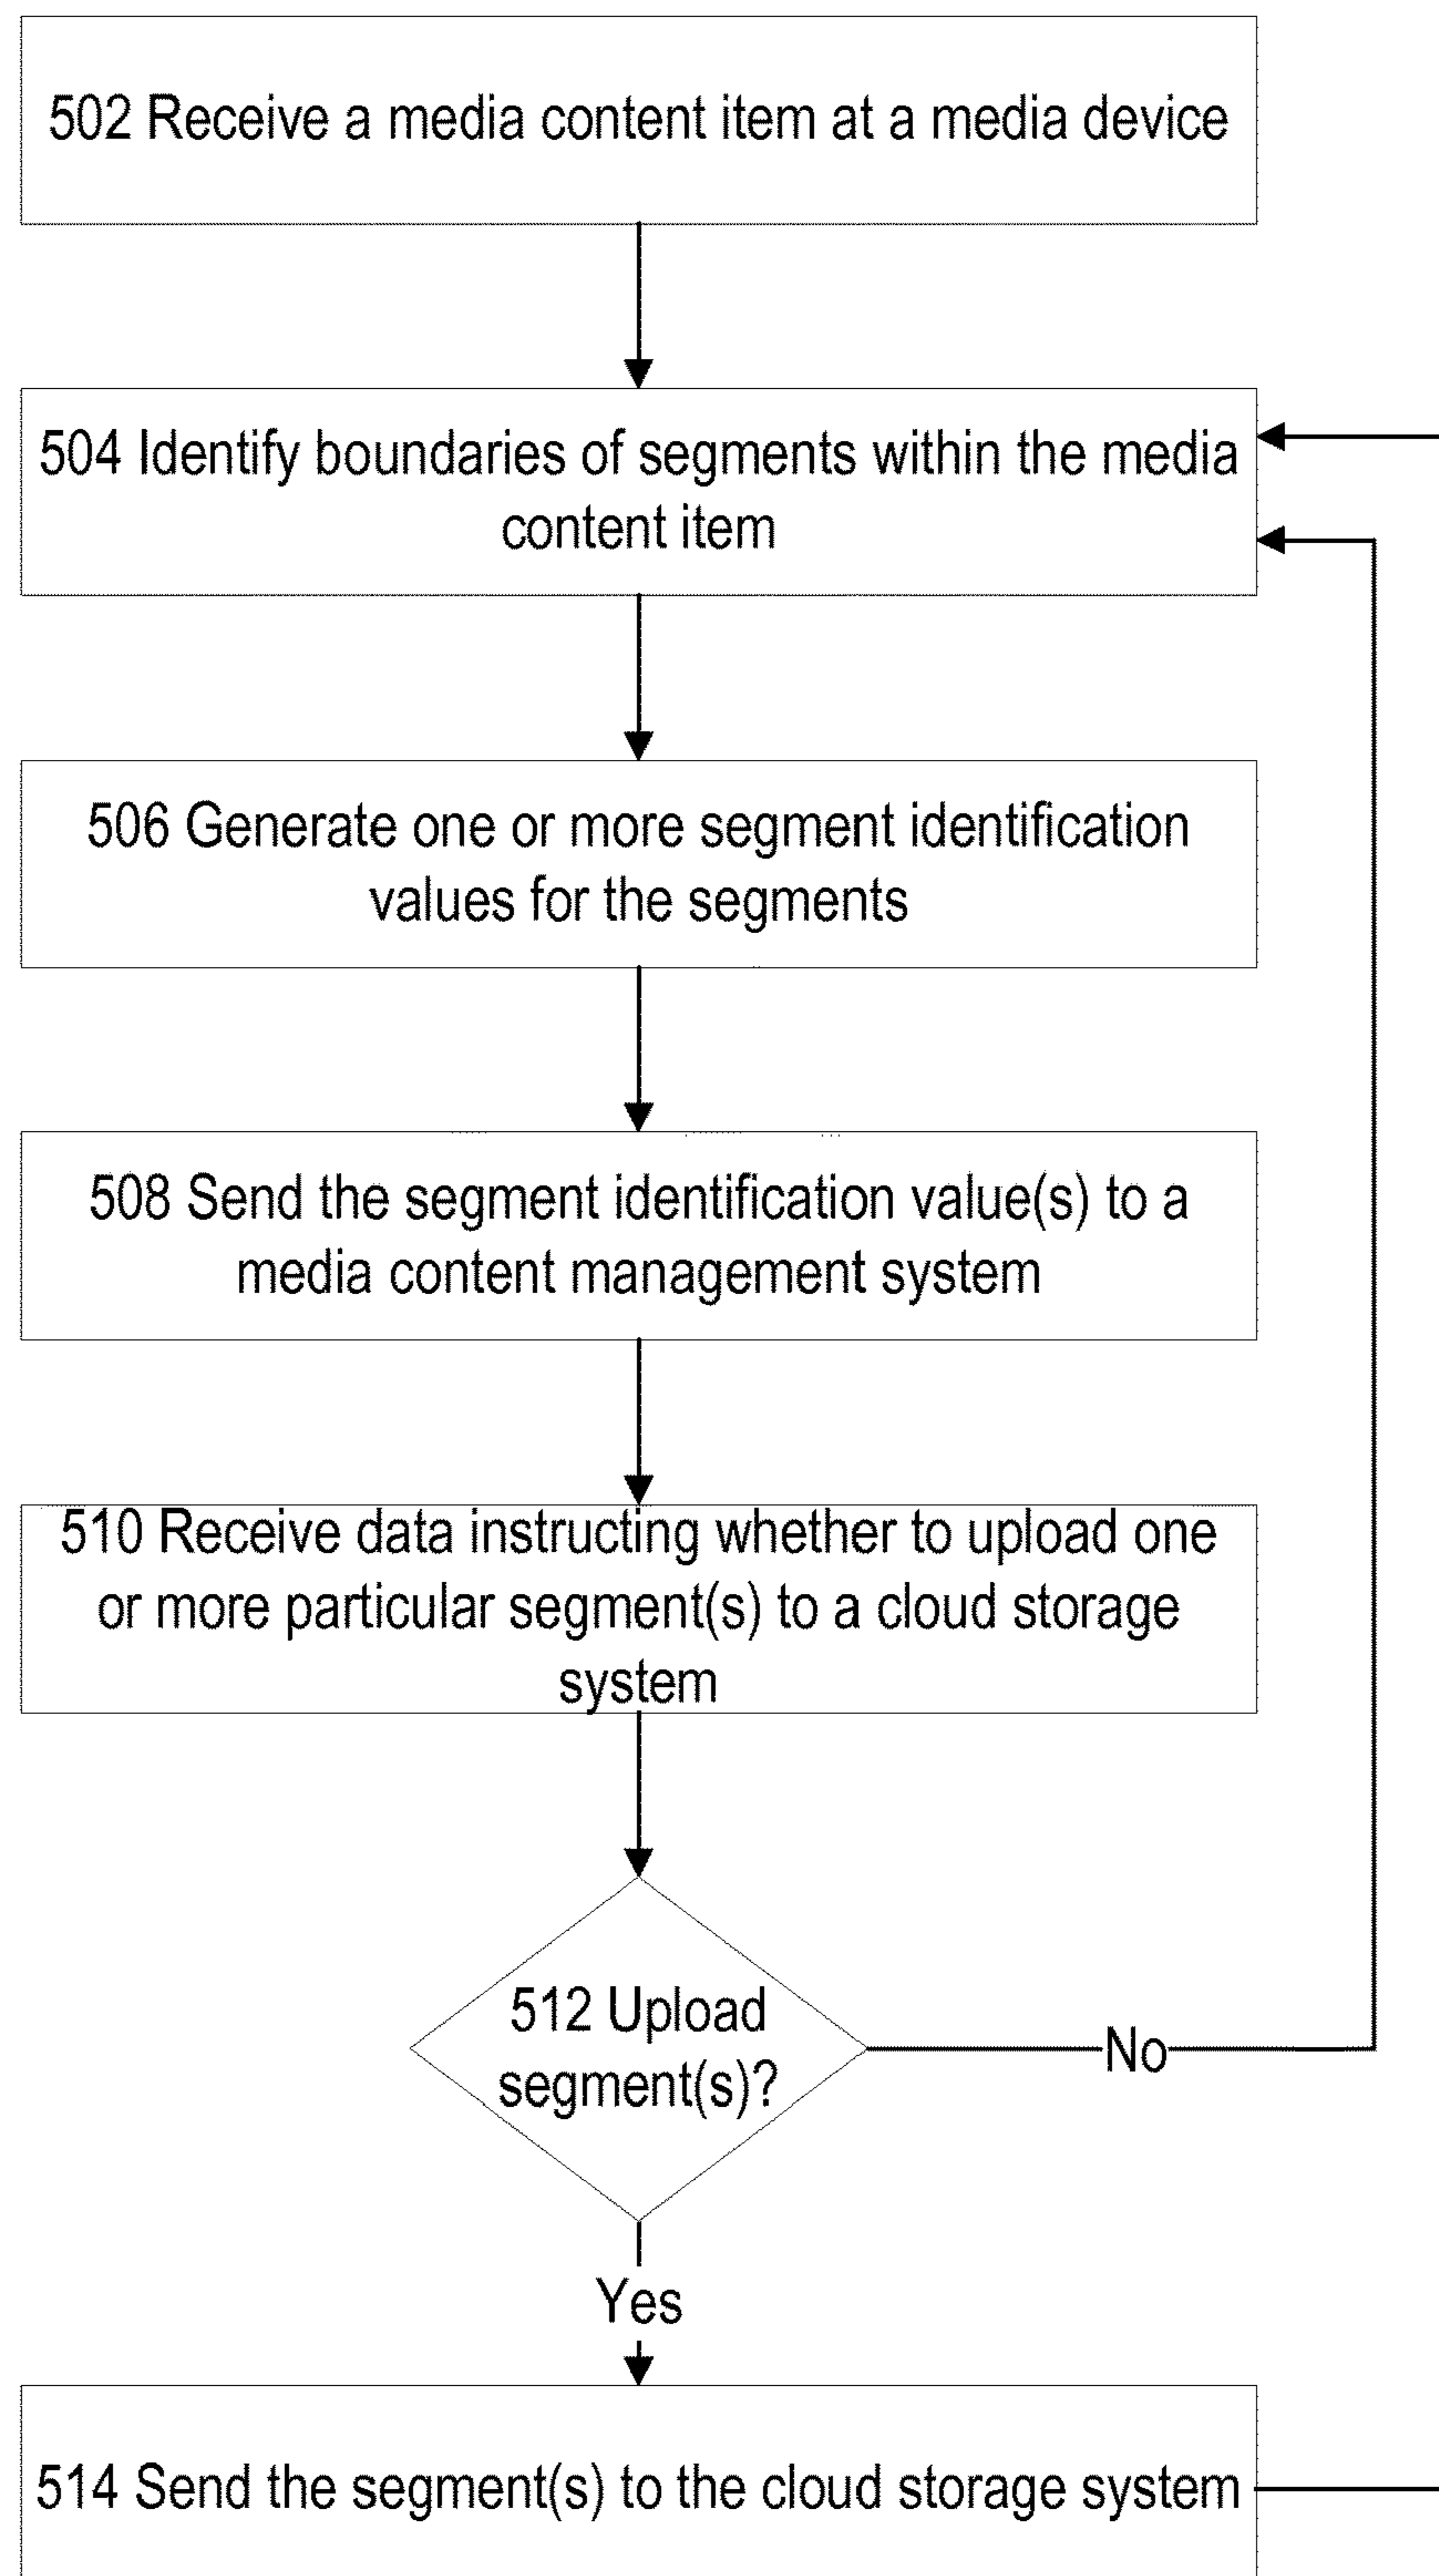 502 Receive a media content item at a media device
504 Identify boundaries of segments within the media
content item
506 Generate one or more segment identification
values for the segments
508 Send the segment identification value(s) to a
media content management system
510 Receive data instructing whether to upload one
or more particular segment(s) to a cloud storage
system
512 Upload
segment(s)?
No
Yes
514 Send the segment(s) to the cloud storage system